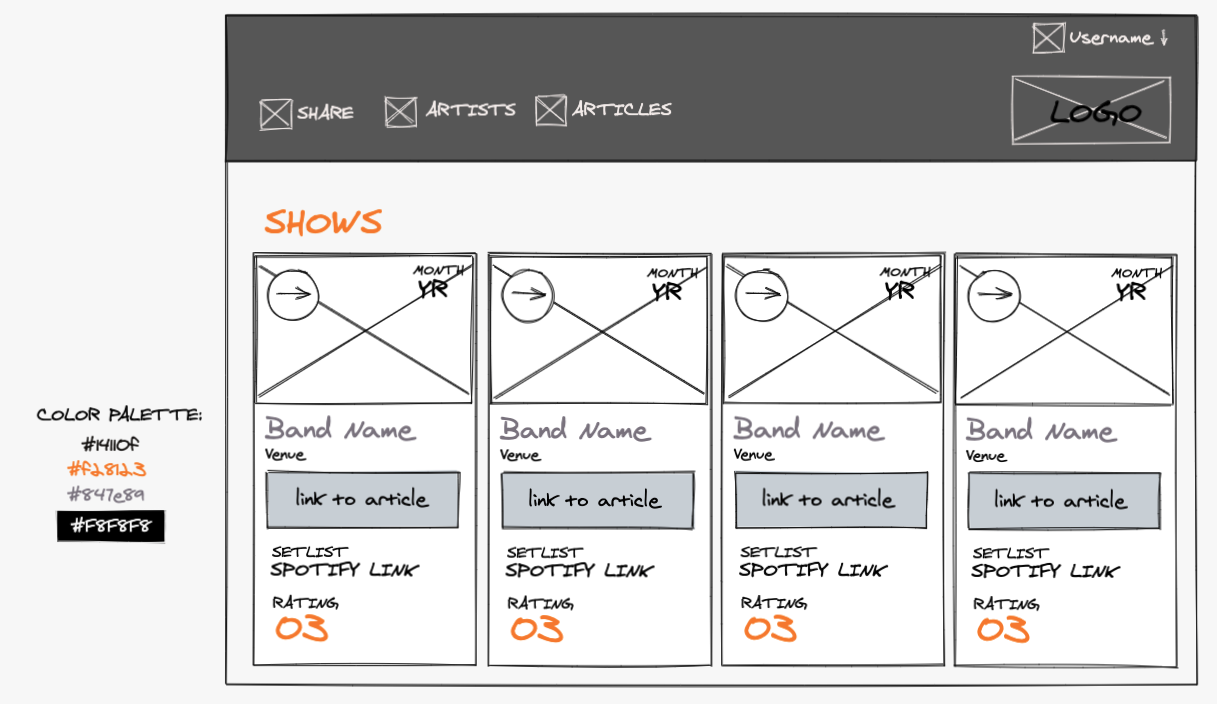 Username ↓
SHARE
ARTISTS
ARTICLES
LOGO
SHOWS
MONTH
YR
MONTH
YR
MONTH
YR
MONTH
YR
Band Name
Venue
link to article
SETLIST
SPOTIFY LINK
RATING
03
Band Name
Venue
link to article
SETLIST
SPOTIFY LINK
RATING
03
Band Name
Venue
link to article
SETLIST
SPOTIFY LINK
RATING
03
Band Name
Venue
link to article
SETLIST
SPOTIFY LINK
RATING
03
COLOR PALETTE:
#14110f
#f28123
#847e89
#F8F8F8